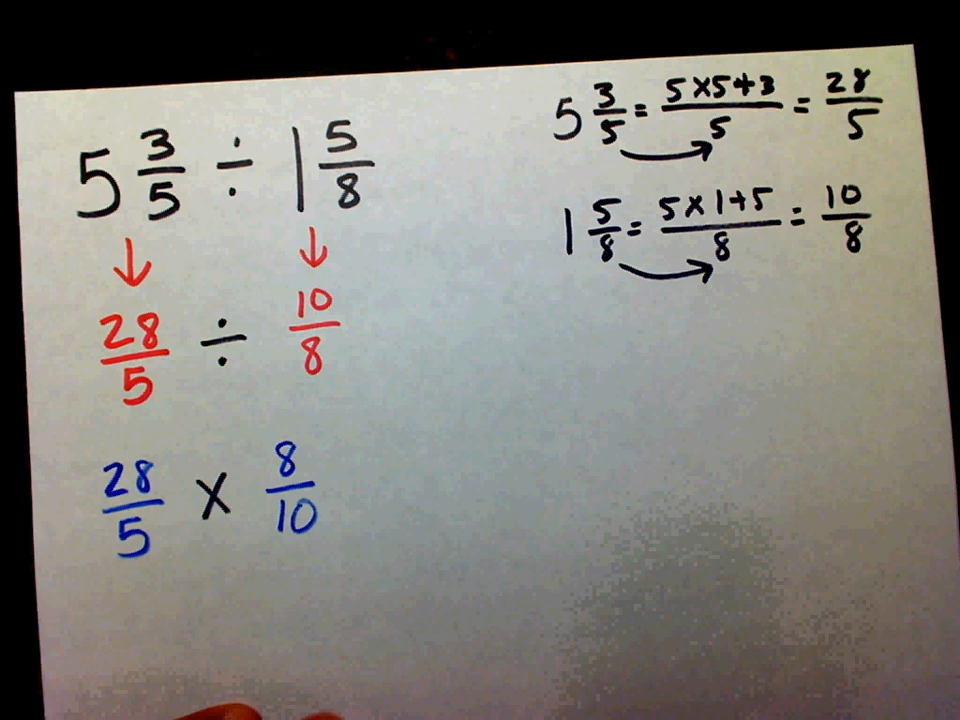 5 3/5 ÷ 1 5/8
↓ ↓
28/5 ÷ 10/8
28/5 x 8/10
5 3/5 = 5x5+3/5 = 28/5
1 5/8 = 5x1+5/8 = 10/8